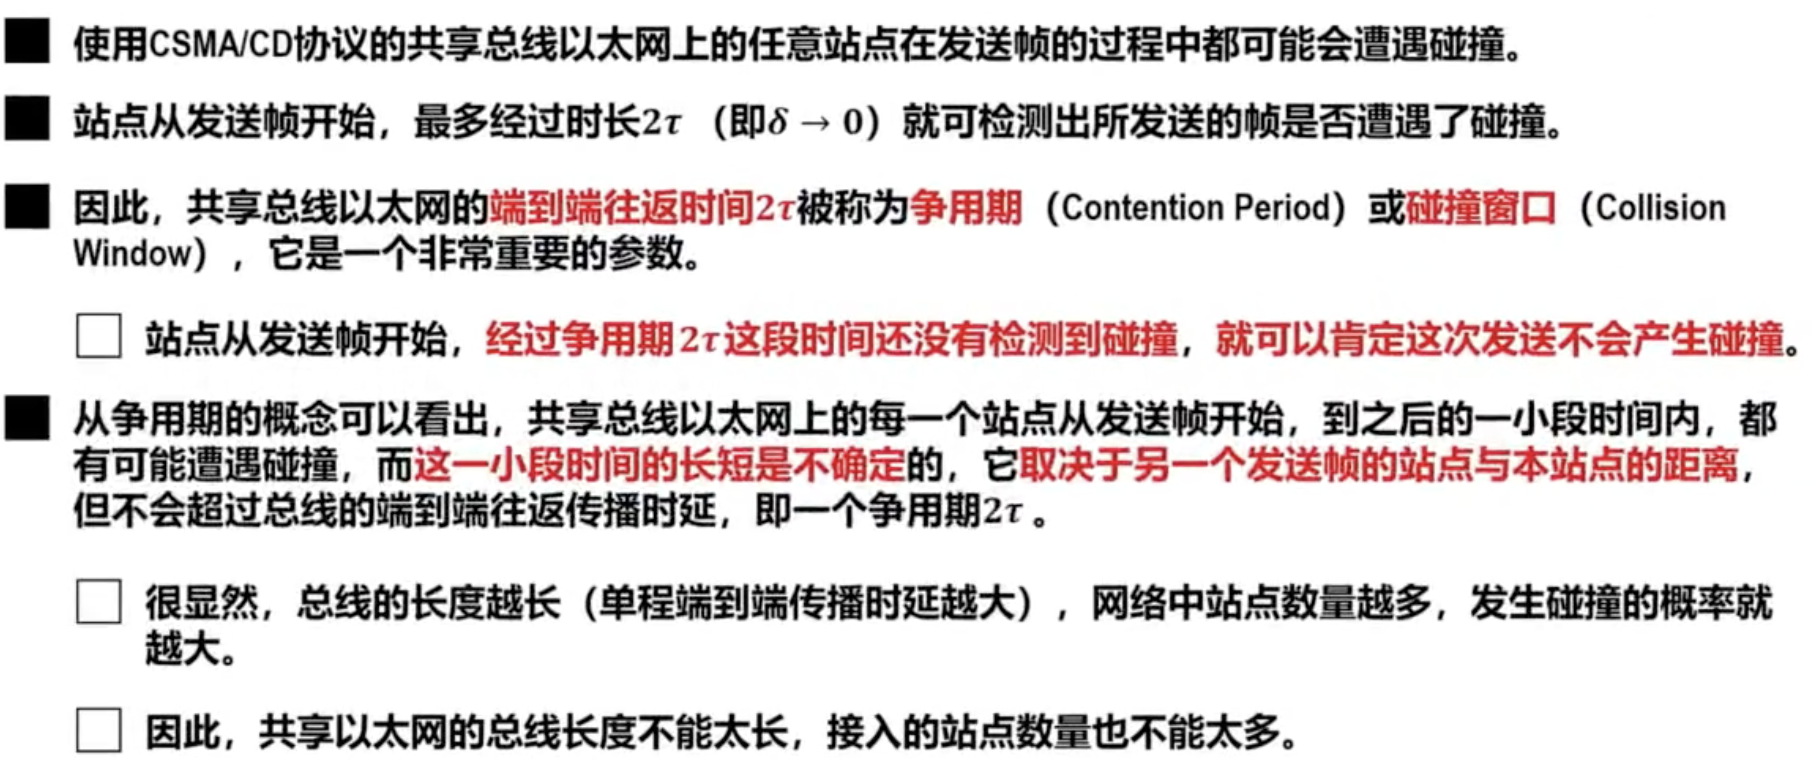 使用CSMA/CD协议的共享总线以太网上的任意站点在发送帧的过程中都可能会遭遇碰撞。
站点从发送帧开始，最多经过时长2τ（即δ → 0）就可检测出所发送的帧是否遭遇了碰撞。
因此，共享总线以太网的端到端往返时间2τ被称为争用期（Contention Period）或碰撞窗口（Collision
Window），它是一个非常重要的参数。
站点从发送帧开始，经过争用期2τ这段时间还没有检测到碰撞，就可以肯定这次发送不会产生碰撞。
从争用期的概念可以看出，共享总线以太网上的每一个站点从发送帧开始，到之后的一小段时间内，都
有可能遭遇碰撞，而这一小段时间的长短是不确定的，它取决于另一个发送帧的站点与本站点的距离，
但不会超过总线的端到端往返传播时延，即一个争用期2τ。
很显然，总线的长度越长（单程端到端传播时延越大），网络中站点数量越多，发生碰撞的概率就
越大。
因此，共享以太网的总线长度不能太长，接入的站点数量也不能太多。